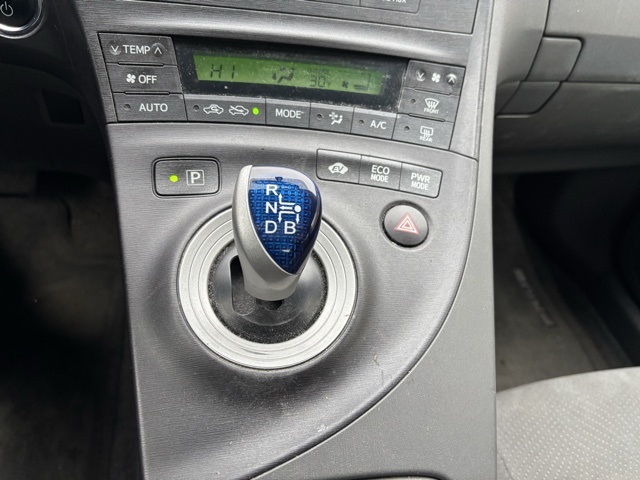 TEMP
HI
30
OFF
AUTO
MODE
A/C
FRONT
REAR
P
EV
ECO
MODE
PWR
MODE
R
N
D B